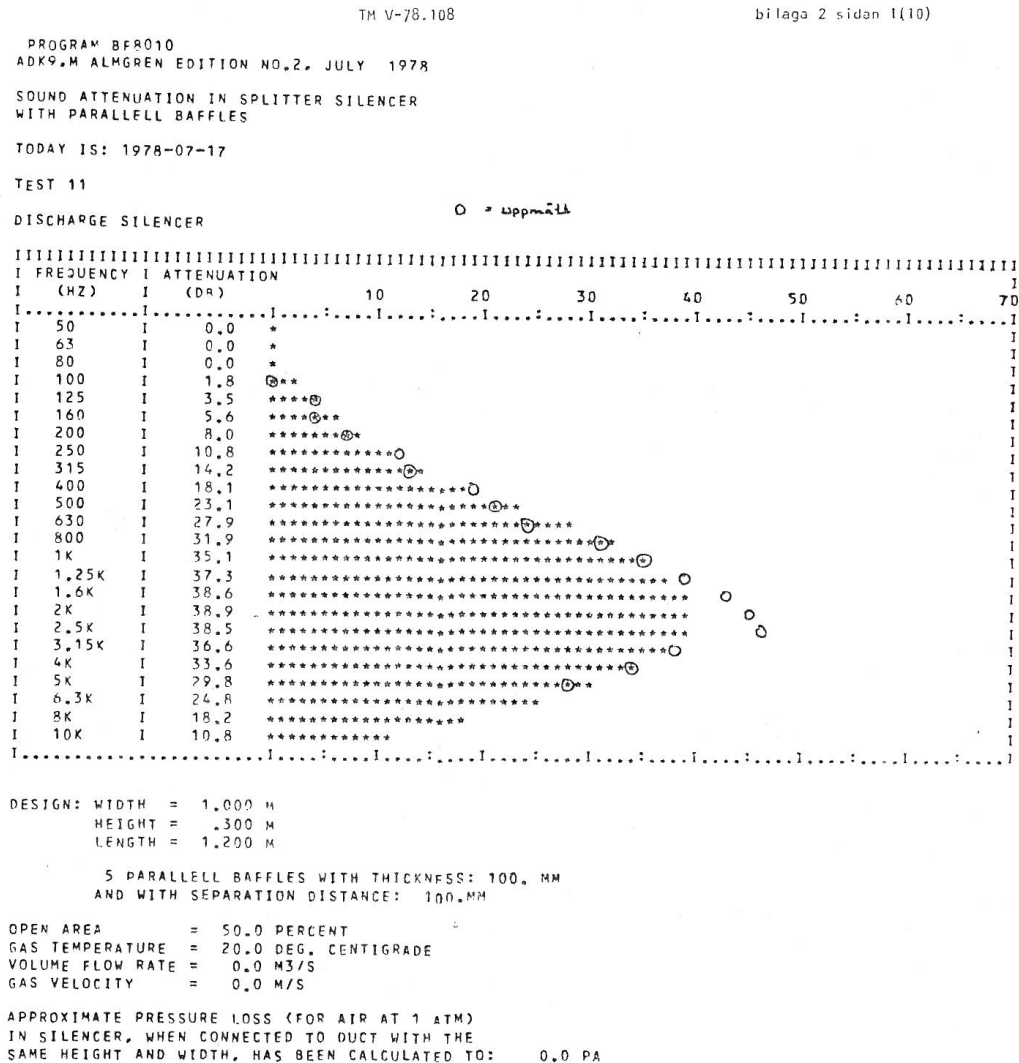 TM V-78.108 bilaga 2 sidan 1(10)
PROGRAM BF8010
ADK9.M ALMGREN EDITION NO.2. JULY 1978
SOUND ATTENUATION IN SPLITTER SILENCER
WITH PARALLELL BAFFLES
TODAY IS: 1978-07-17
TEST 11
O = uppmätt
DISCHARGE SILENCER
I FREQUENCY I ATTENUATION I
I (HZ) I (DB) 10 20 30 40 50 60 70
I 50 I 0.0 *
I 63 I 0.0 *
I 80 I 0.0 *
I 100 I 1.8
I 125 I 3.5
I 160 I 5.6
I 200 I 8.0
I 250 I 10.8
I 315 I 14.2
I 400 I 18.1
I 500 I 23.1
I 630 I 27.9
I 800 I 31.9
I 1K I 35.1
I 1.25K I 37.3
I 1.6K I 38.6
I 2K I 38.9
I 2.5K I 38.5
I 3.15K I 36.6
I 4K I 33.6
I 5K I 29.8
I 6.3K I 24.8
I 8K I 18.2
I 10K I 10.8
DESIGN: WIDTH = 1.000 M
HEIGHT = .300 M
LENGTH = 1.200 M
5 PARALLELL BAFFLES WITH THICKNESS: 100. MM
AND WITH SEPARATION DISTANCE: 100.MM
OPEN AREA = 50.0 PERCENT
GAS TEMPERATURE = 20.0 DEG. CENTIGRADE
VOLUME FLOW RATE = 0.0 M3/S
GAS VELOCITY = 0.0 M/S
APPROXIMATE PRESSURE LOSS (FOR AIR AT 1 ATM)
IN SILENCER, WHEN CONNECTED TO DUCT WITH THE
SAME HEIGHT AND WIDTH, HAS BEEN CALCULATED TO: 0.0 PA